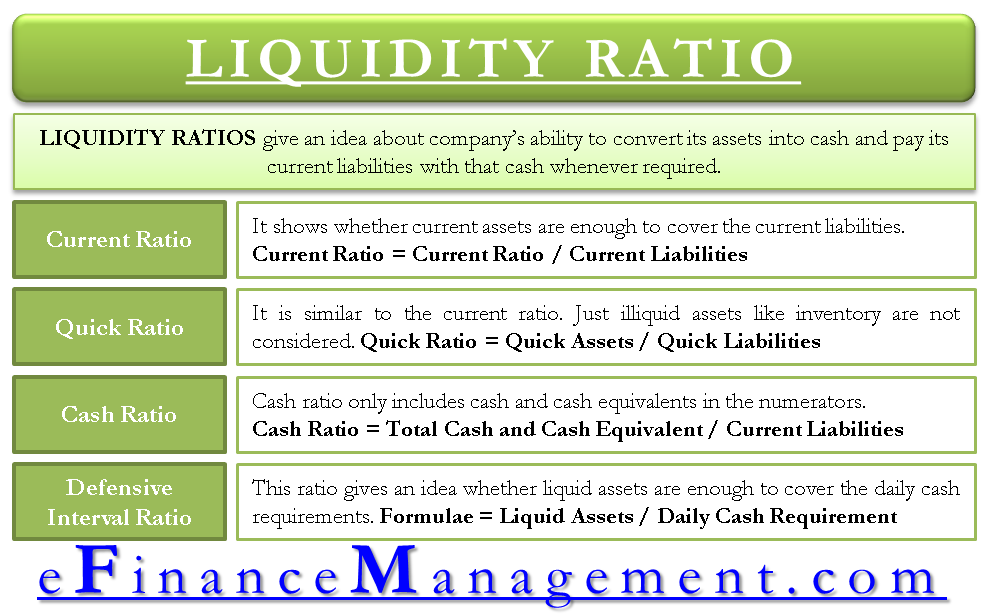 LIQUIDITY RATIO
LIQUIDITY RATIOS give an idea about company's ability to convert its assets into cash and pay its
current liabilities with that cash whenever required.
Current Ratio
It shows whether current assets are enough to cover the current liabilities.
Current Ratio = Current Ratio / Current Liabilities
Quick Ratio
It is similar to the current ratio. Just illiquid assets like inventory are not
considered. Quick Ratio = Quick Assets / Quick Liabilities
Cash Ratio
Cash ratio only includes cash and cash equivalents in the numerators.
Cash Ratio = Total Cash and Cash Equivalent / Current Liabilities
Defensive
Interval Ratio
This ratio gives an idea whether liquid assets are enough to cover the daily cash
requirements. Formulae = Liquid Assets / Daily Cash Requirement
eFinanceManagement.com